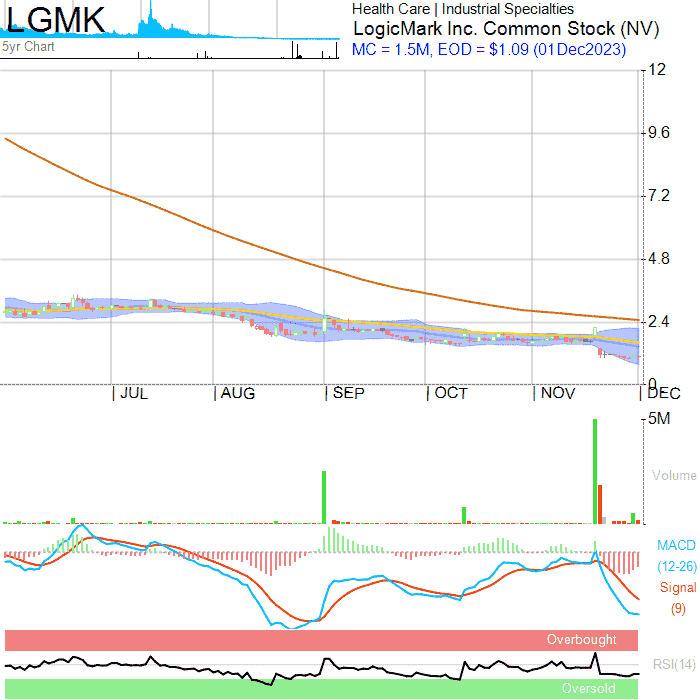 LGMK
5yr Chart
Health Care | Industrial Specialties
LogicMark Inc. Common Stock (NV)
MC = 1.5M, EOD = $1.09 (01Dec2023)
12
9.6
7.2
4.8
2.4
0
JUL
AUG
SEP
OCT
NOV
DEC
5M
Volume
MACD
(12-26)
Signal
(9)
Overbought
RSI(14)
Oversold